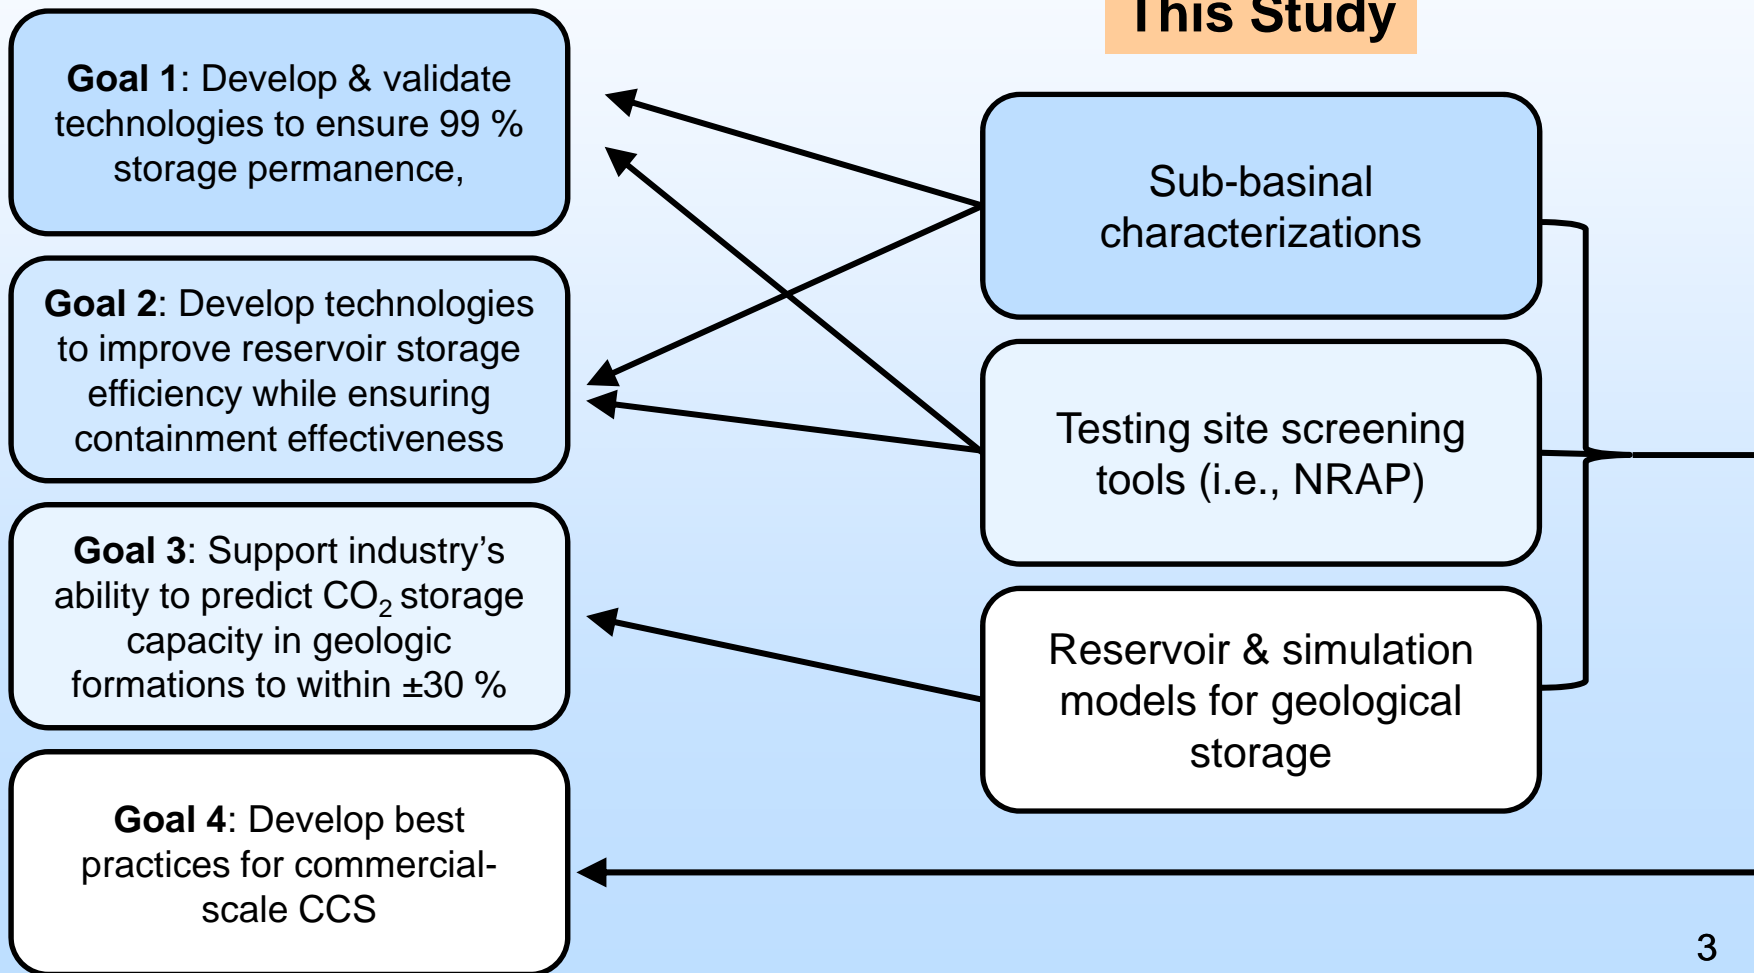 This Study
Goal 1: Develop & validate
technologies to ensure 99 %
storage permanence,
Goal 2: Develop technologies
to improve reservoir storage
efficiency while ensuring
containment effectiveness
Goal 3: Support industry’s
ability to predict CO₂ storage
capacity in geologic
formations to within ±30 %
Goal 4: Develop best
practices for commercial-
scale CCS
Sub-basinal
characterizations
Testing site screening
tools (i.e., NRAP)
Reservoir & simulation
models for geological
storage
3